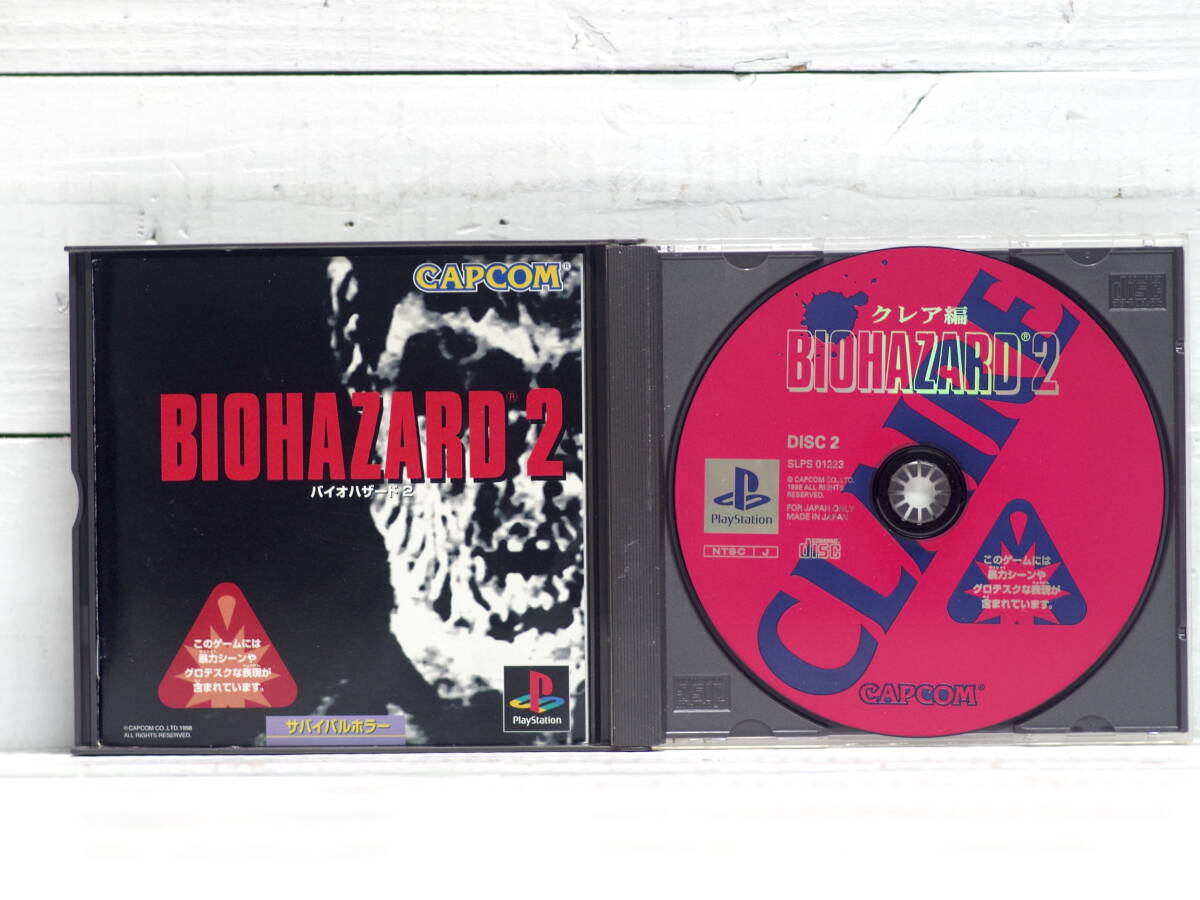 CAPCOM®
BIOHAZARD® 2
バイオハザード 2
このゲームには
暴力シーンや
グロテスクな表現が
含まれています。
©CAPCOM CO., LTD. 1998
ALL RIGHTS RESERVED.
サバイバルホラー
PlayStation
クレア編
BIOHAZARD® 2
CLAIRE
DISC 2
SLPS 01223
© CAPCOM CO., LTD.
1998 ALL RIGHTS
RESERVED.
FOR JAPAN ONLY
MADE IN JAPAN
PlayStation
NTSC J
COMPACT
disc
このゲームには
暴力シーンや
グロテスクな表現が
含まれています。
CAPCOM®